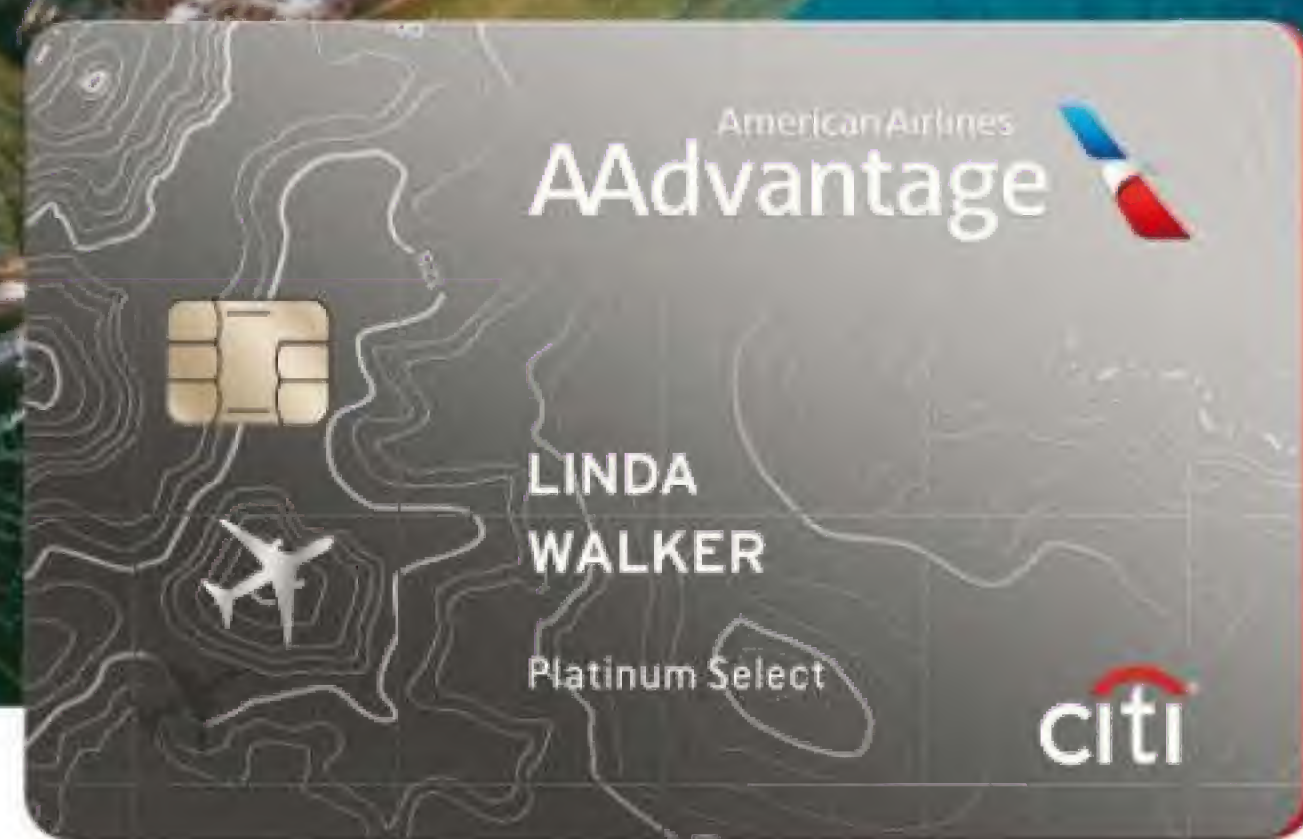 American Airlines
AAdvantage
LINDA
WALKER
Platinum Select
citi